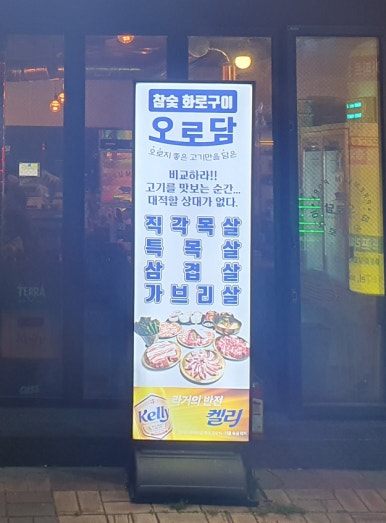 참숯 화로구이
오로담
오로지 좋은 고기만을 담은
비교하라!!
고기를 맛보는 순간...
대적할 상대가 없다.
직각목살
특목살
삼겹살
가브리살
라거의 반전
Kelly
켈리
TERRA